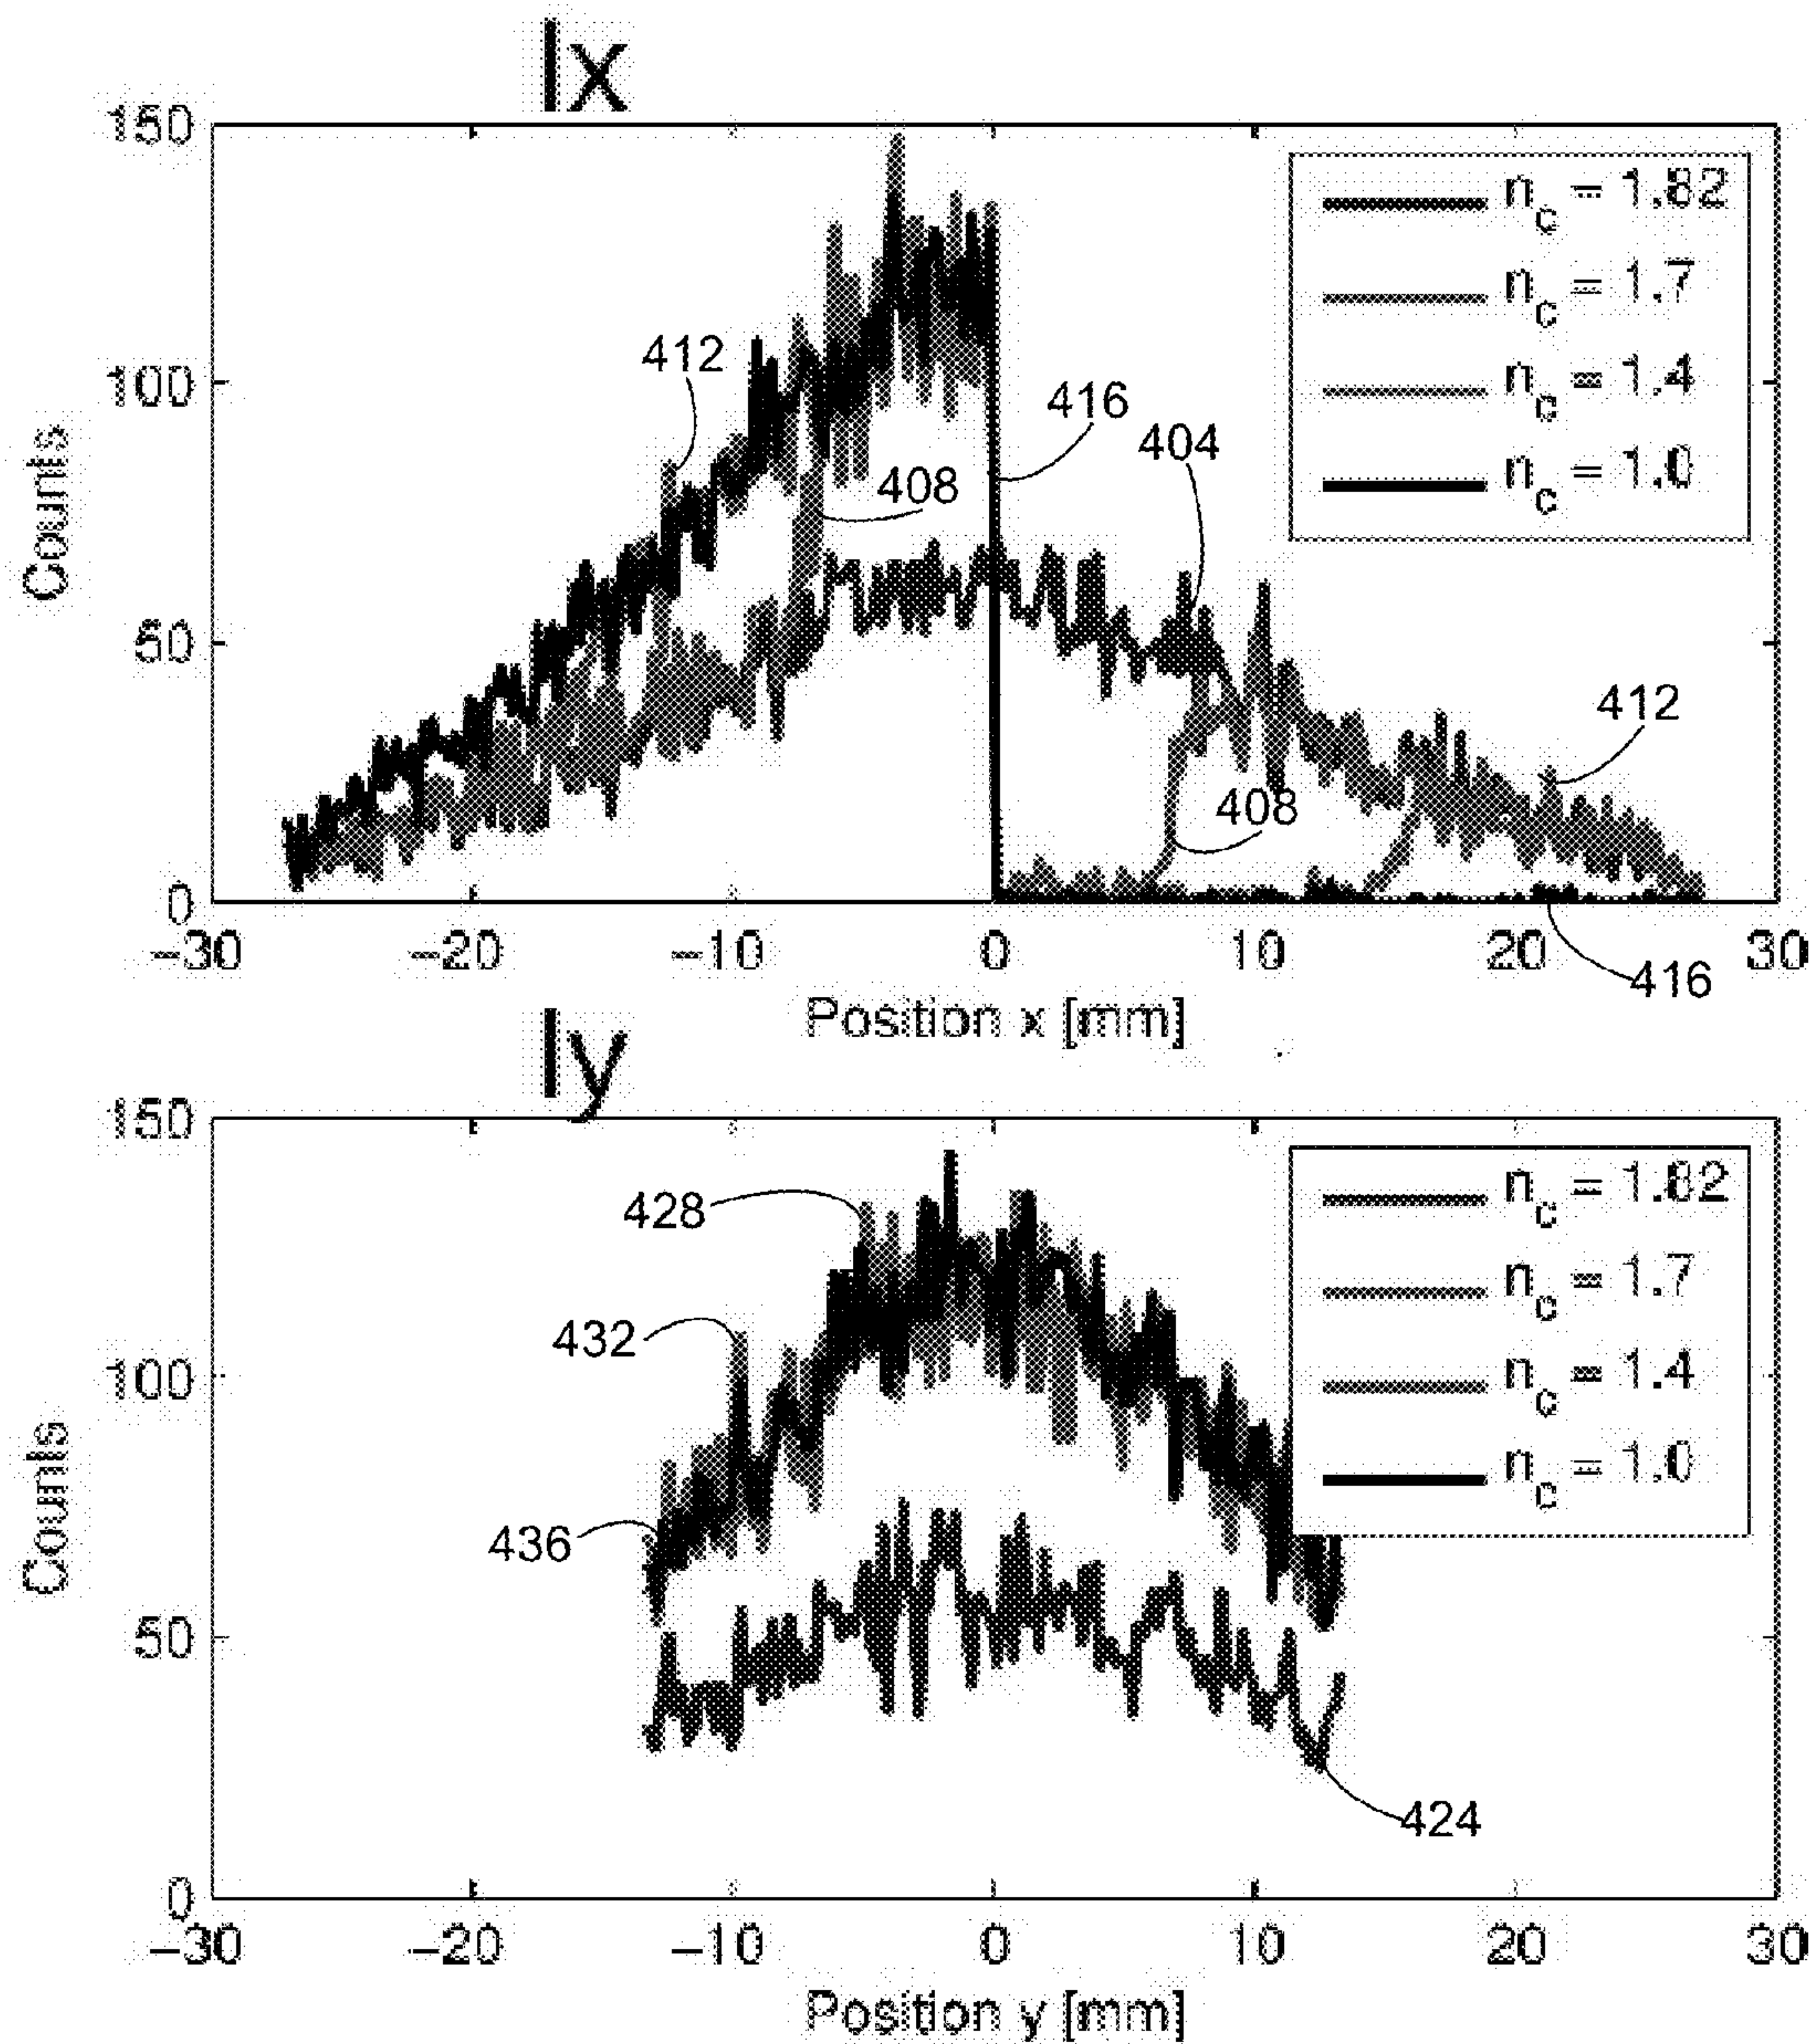 Ix
150
100
50
0
Counts
-30
-20
-10
0
10
20
30
Position x [mm]
n_c = 1.82
n_c = 1.7
n_c = 1.4
n_c = 1.0
412
408
416
404
408
412
416
Iy
150
100
50
0
Counts
-30
-20
-10
0
10
20
30
Position y [mm]
n_c = 1.82
n_c = 1.7
n_c = 1.4
n_c = 1.0
428
432
436
424